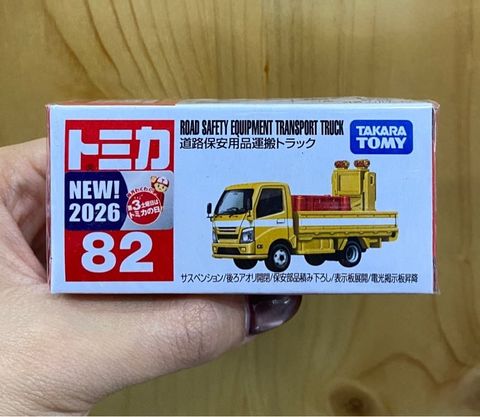 トミカ
ROAD SAFETY EQUIPMENT TRANSPORT TRUCK
道路保安用品運搬トラック
TAKARA
TOMY
NEW!
2026
第3土曜日は
トミカの日
82
サスペンション/後ろアオリ開閉/保安部品積み下ろし/表示板展開/電光掲示板昇降